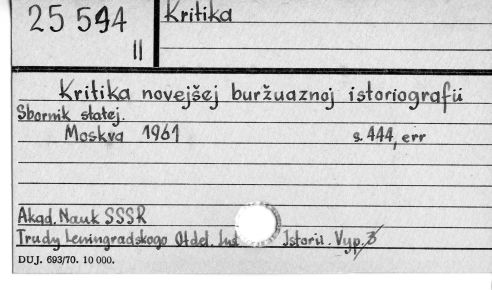 25 594
II
Kritika
Kritika novejšej buržuaznoj istoriografii
Sbornik statej.
Moskva 1961 s. 444, err
Akad. Nauk SSSR
Trudy Leningradskogo Otdel. Inst Istorii. Vyp. 3
DUJ. 693/70. 10 000.